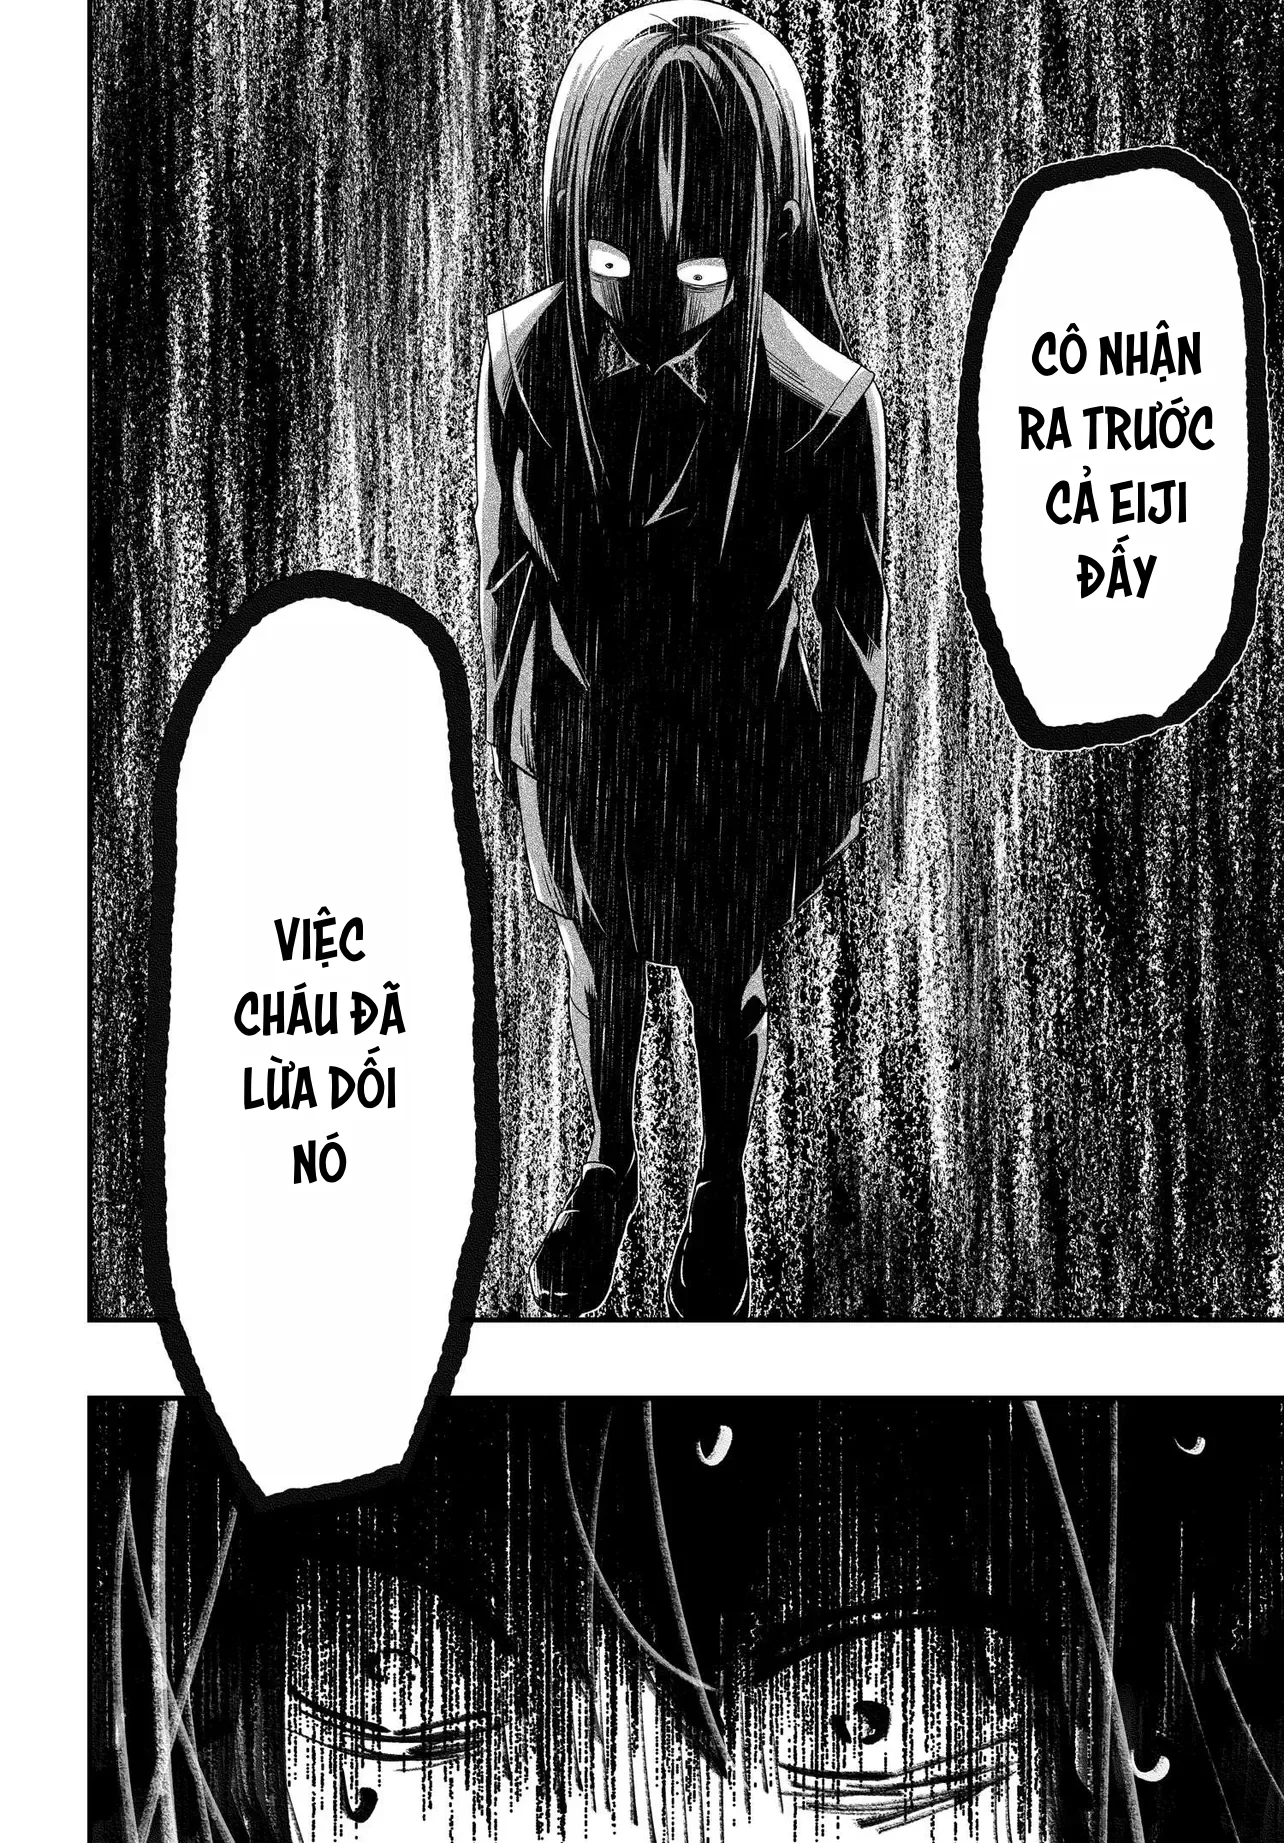 CÔ NHẬN
RA TRƯỚC
CẢ EIJI
ĐẤY
VIỆC
CHÁU ĐÃ
LỪA DỐI
NÓ